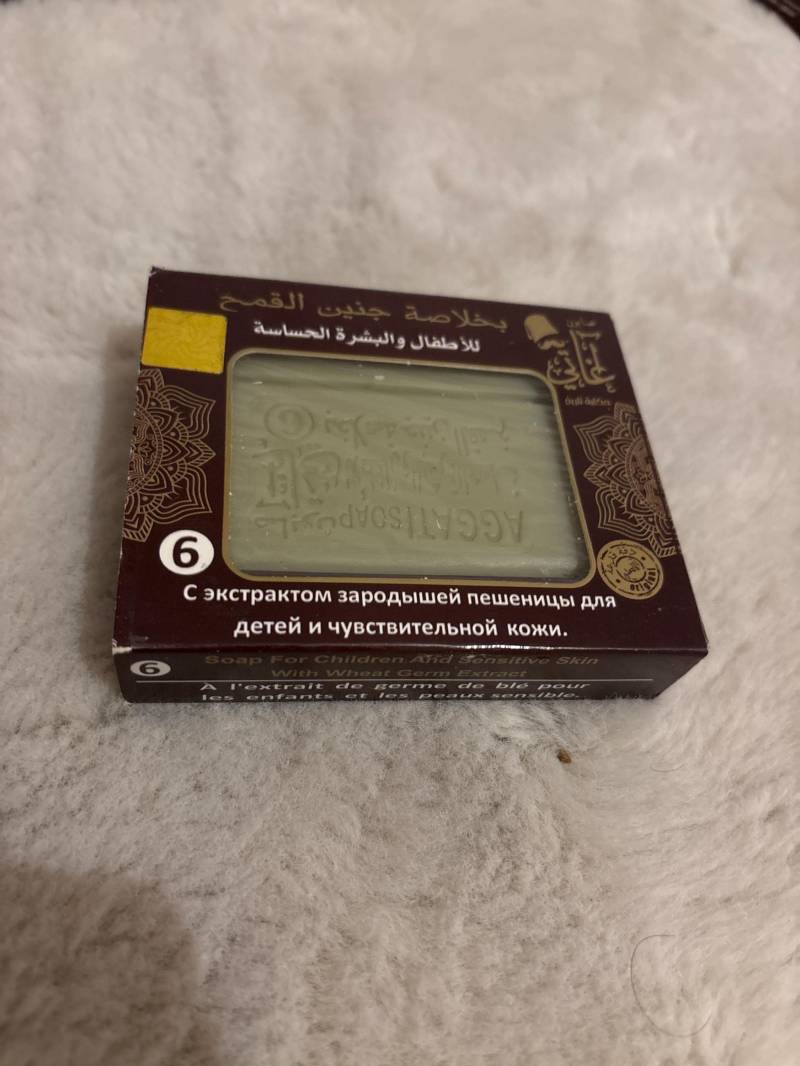 بخلاصة جنين القمح
للأطفال والبشرة الحساسة
صابون
AGGATI SOAP
6
original
С экстрактом зародышей пешеницы для
детей и чувствительной кожи.
6
Soap For Children And Sensitive Skin
With Wheat Germ Extract
À l'extrait de germe de blé pour
les enfants et les peaux sensible.